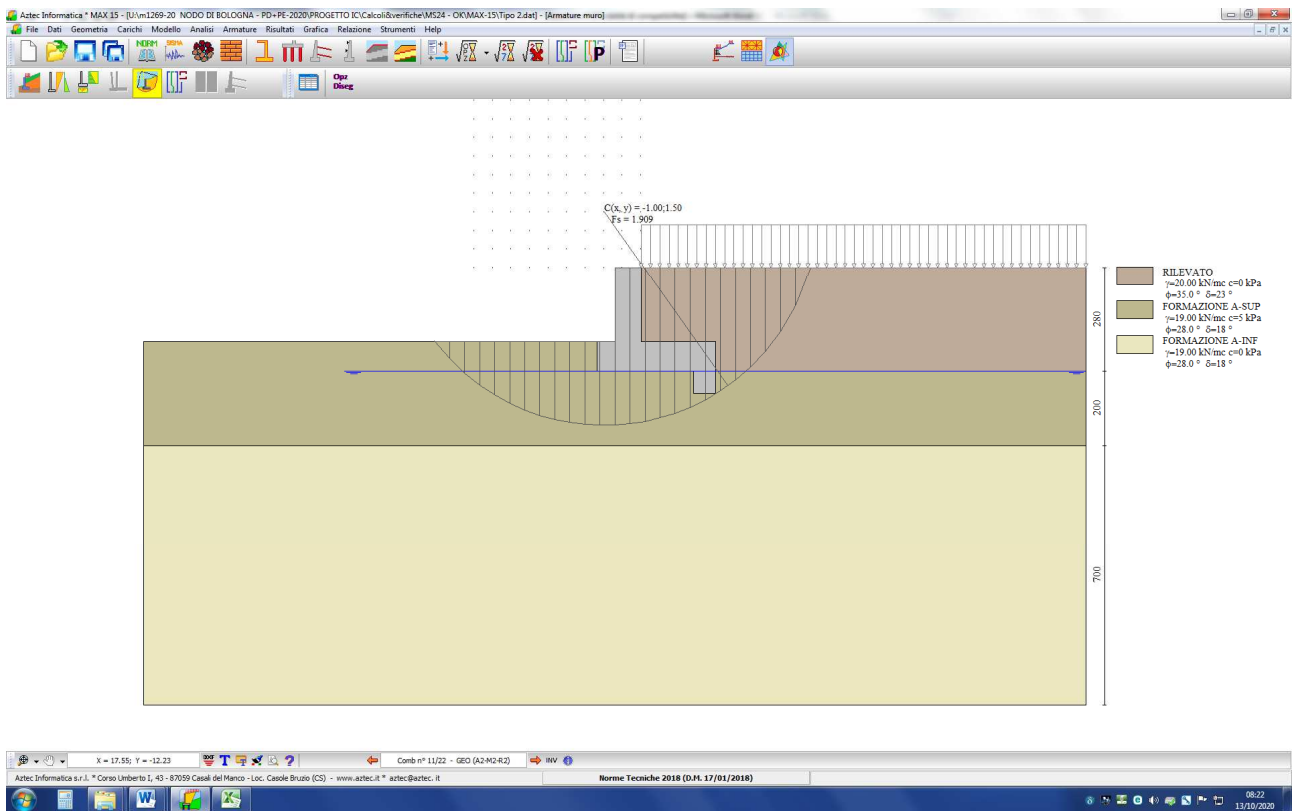 Aztec Informatica * MAX 15 - [U:\m1269-20 NODO DI BOLOGNA - PD+PE-2020\PROGETTO IC\Calcoli&verifiche\MS24 - OK\MAX-15\Tipo 2.dat] - [Armature muro]
File Dati Geometria Carichi Modello Analisi Armature Risultati Grafica Relazione Strumenti Help
NORM SISMA
Opz
Diseg
C(x, y) = -1.00;1.50
Fs = 1.909
RILEVATO
γ=20.00 kN/mc c=0 kPa
ϕ=35.0 ° δ=23 °
FORMAZIONE A-SUP
γ=19.00 kN/mc c=5 kPa
ϕ=28.0 ° δ=18 °
FORMAZIONE A-INF
γ=19.00 kN/mc c=0 kPa
ϕ=28.0 ° δ=18 °
280
200
700
X = 17.55; Y = -12.23
Comb n° 11/22 - GEO (A2-M2-R2)
INV
Aztec Informatica s.r.l. * Corso Umberto I, 43 - 87059 Casali del Manco - Loc. Casole Bruzio (CS) - www.aztec.it * aztec@aztec. it
Norme Tecniche 2018 (D.M. 17/01/2018)
08:22
13/10/2020